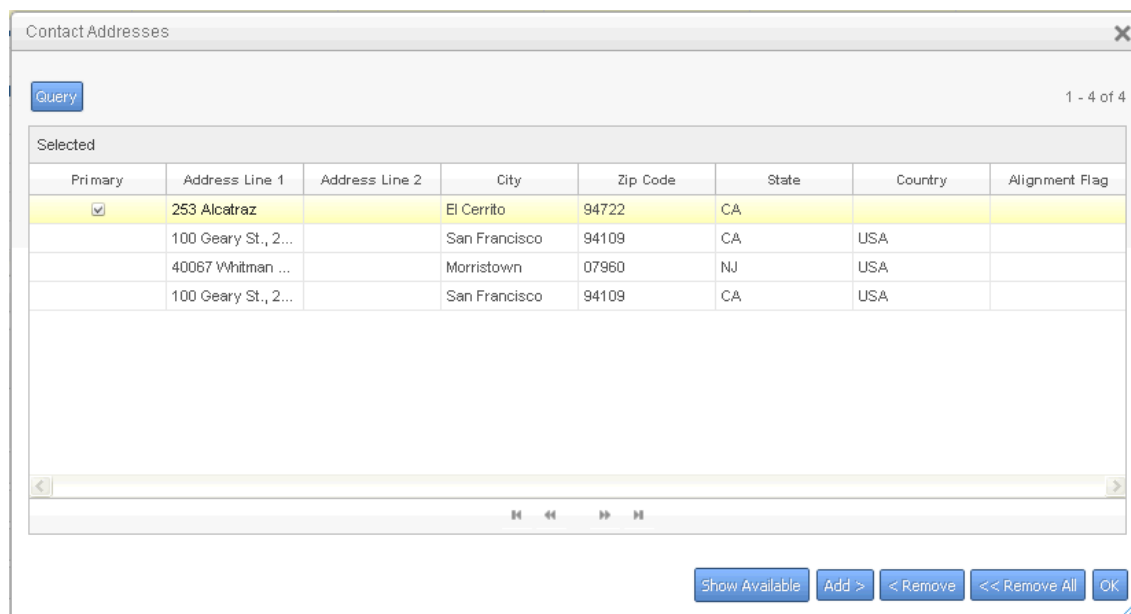 Contact Addresses
Query
1 - 4 of 4
Selected
Primary Address Line 1 Address Line 2 City Zip Code State Country Alignment Flag
253 Alcatraz El Cerrito 94722 CA
100 Geary St., 2... San Francisco 94109 CA USA
40067 Whitman ... Morristown 07960 NJ USA
100 Geary St., 2... San Francisco 94109 CA USA
Show Available Add > < Remove << Remove All OK